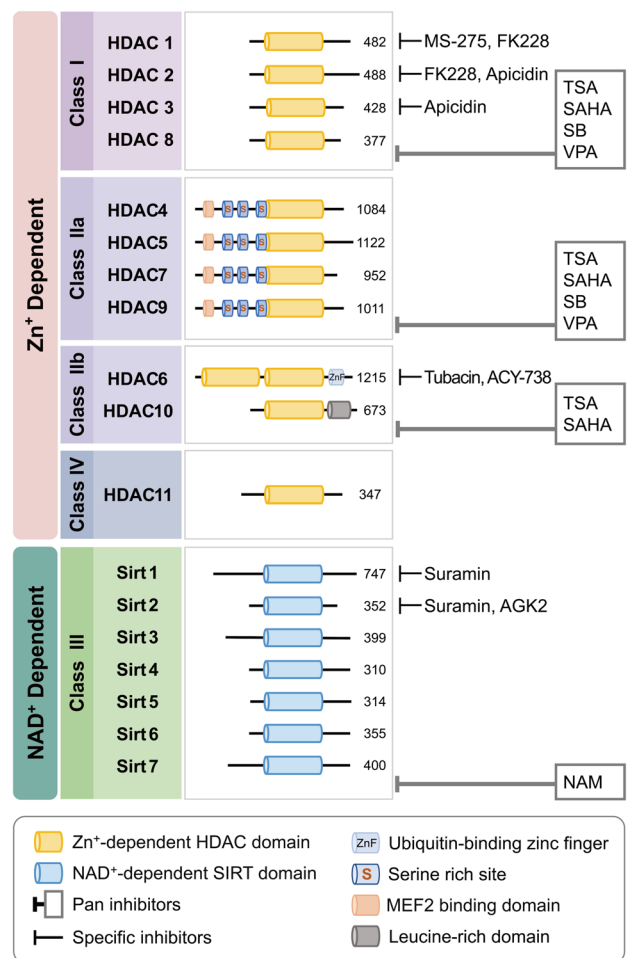 Zn⁺ Dependent
Class I
HDAC 1
482
MS-275, FK228
HDAC 2
488
FK228, Apicidin
HDAC 3
428
Apicidin
HDAC 8
377
TSA
SAHA
SB
VPA
Class IIa
HDAC4
S S S
1084
HDAC5
S S S
1122
HDAC7
S S S
952
HDAC9
S S S
1011
TSA
SAHA
SB
VPA
Class IIb
HDAC6
ZnF
1215
Tubacin, ACY-738
HDAC10
673
TSA
SAHA
Class IV
HDAC11
347
NAD⁺ Dependent
Class III
Sirt 1
747
Suramin
Sirt 2
352
Suramin, AGK2
Sirt 3
399
Sirt 4
310
Sirt 5
314
Sirt 6
355
Sirt 7
400
NAM
Zn⁺-dependent HDAC domain
NAD⁺-dependent SIRT domain
Pan inhibitors
Specific inhibitors
ZnF Ubiquitin-binding zinc finger
S Serine rich site
MEF2 binding domain
Leucine-rich domain